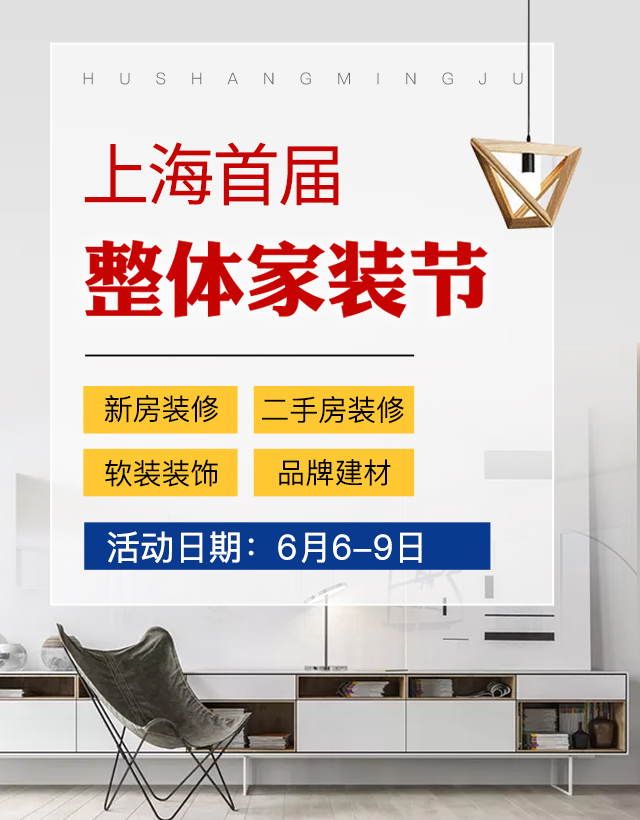 HUSHANGMINGJU
上海首届
整体家装节
新房装修 二手房装修
软装装饰 品牌建材
活动日期：6月6-9日